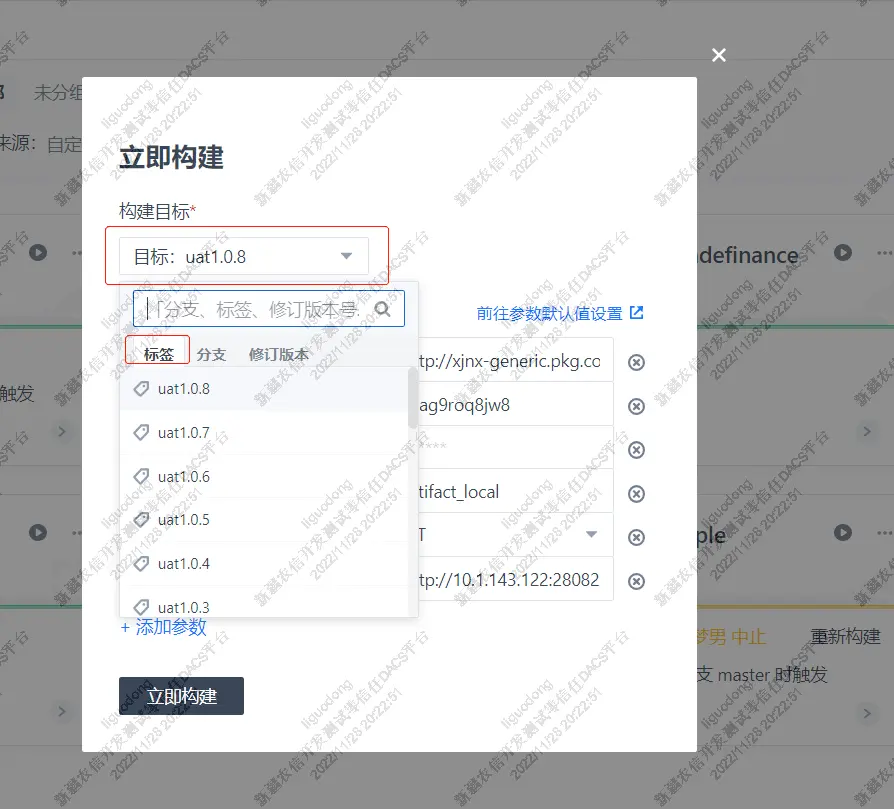 未分组
来源：自定
立即构建
构建目标*
目标：uat1.0.8
definance
「分支、标签、修订版本号.
前往参数默认值设置
标签 分支 修订版本
tp://xjnx-generic.pkg.co
uat1.0.8
ag9roq8jw8
触发
uat1.0.7
****
uat1.0.6
tifact_local
uat1.0.5
T
ple
uat1.0.4
tp://10.1.143.122:28082
uat1.0.3
+ 添加参数
梦男 中止 重新构建
支 master 时触发
立即构建
liguodong
新疆农信开发测试零信任DACS平台
2022/11/28 20:22:51